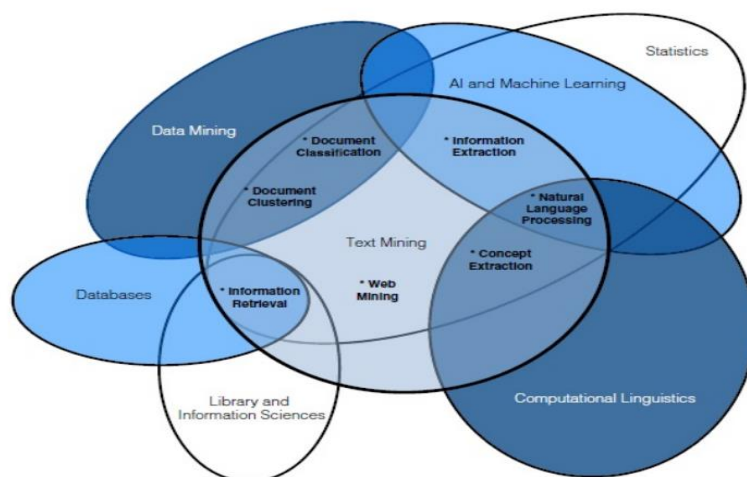 Statistics
AI and Machine Learning
Data Mining
* Document
Classification
* Information
Extraction
* Document
Clustering
* Natural
Language
Processing
Text Mining
* Concept
Extraction
* Web
Mining
Databases
* Information
Retrieval
Library and
Information Sciences
Computational Linguistics